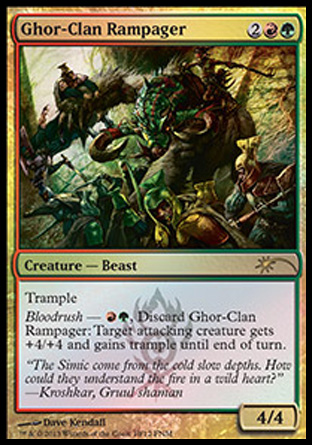 Ghor-Clan Rampager 2
Creature — Beast
Trample
Bloodrush — , Discard Ghor-Clan
Rampager: Target attacking creature gets
+4/+4 and gains trample until end of turn.
"The Simic come from the cold slow depths. How
could they understand the fire in a wild heart?"
—Kroshkar, Gruul shaman
Dave Kendall
4/4